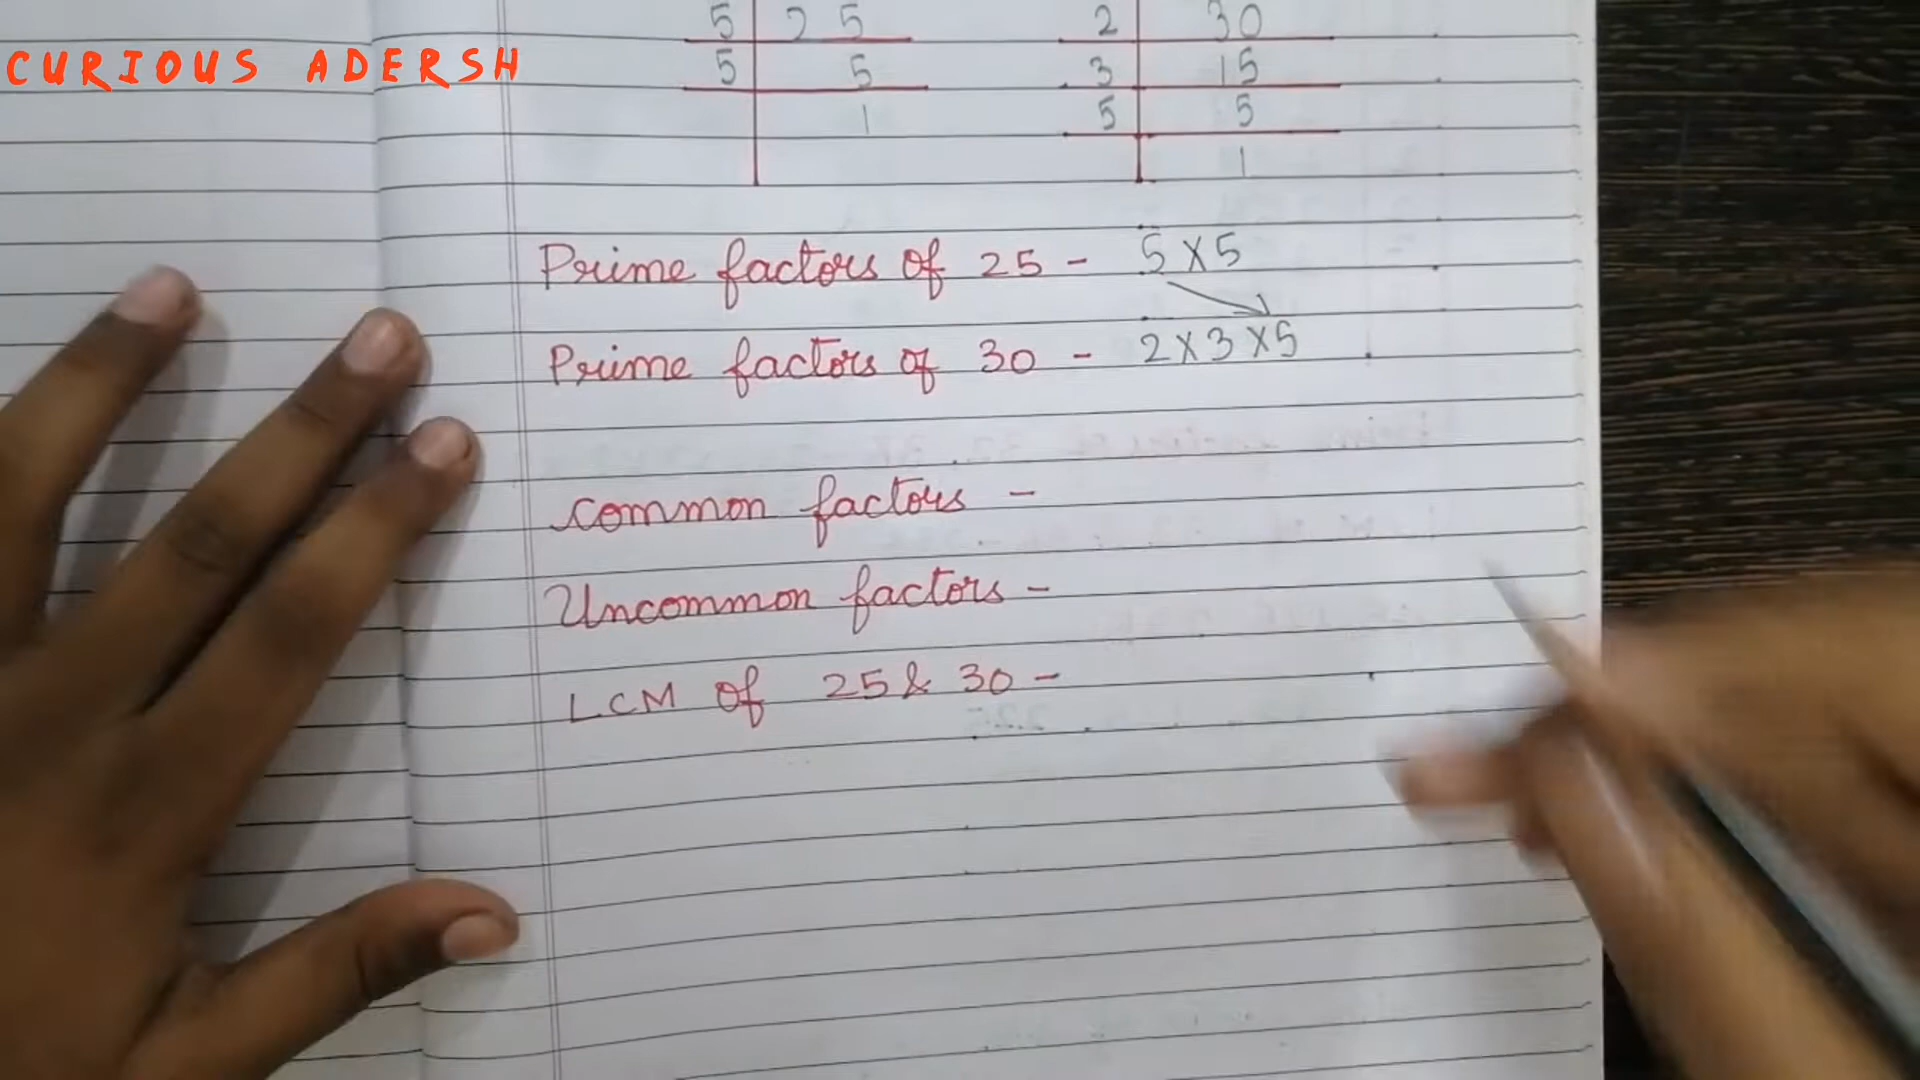 CURIOUS ADERSH
5 25 2 30
5 5 3 15
1 5 5
1
Prime factors of 25 - 5 X 5
Prime factors of 30 - 2 X 3 X 5
common factors -
Uncommon factors -
LCM of 25 & 30 -